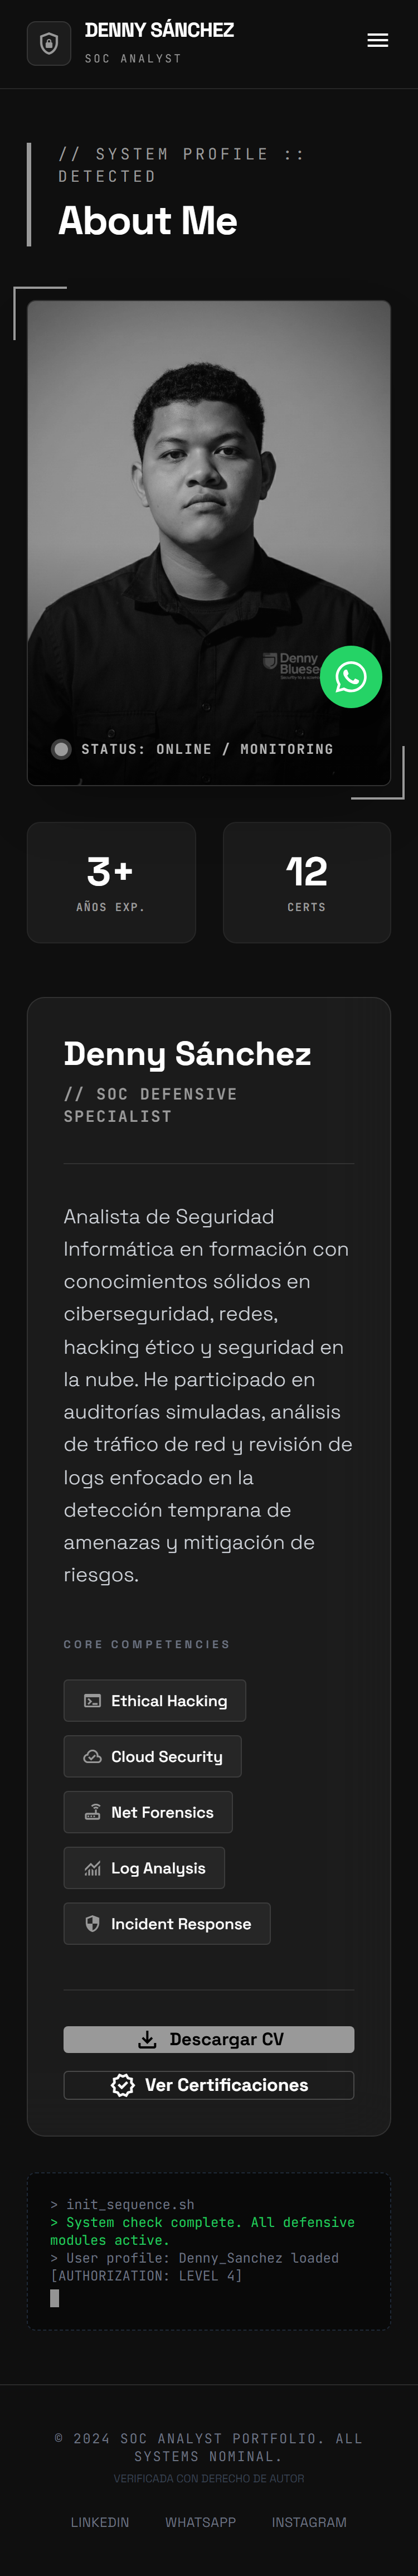 DENNY SÁNCHEZ
SOC ANALYST
// SYSTEM PROFILE ::
DETECTED
About Me
Denny
Bluese
STATUS: ONLINE / MONITORING
3+
AÑOS EXP.
12
CERTS
Denny Sánchez
// SOC DEFENSIVE
SPECIALIST
Analista de Seguridad
Informática en formación con
conocimientos sólidos en
ciberseguridad, redes,
hacking ético y seguridad en
la nube. He participado en
auditorías simuladas, análisis
de tráfico de red y revisión de
logs enfocado en la
detección temprana de
amenazas y mitigación de
riesgos.
CORE COMPETENCIES
Ethical Hacking
Cloud Security
Net Forensics
Log Analysis
Incident Response
Descargar CV
Ver Certificaciones
> init_sequence.sh
> System check complete. All defensive
modules active.
> User profile: Denny_Sanchez loaded
[AUTHORIZATION: LEVEL 4]
© 2024 SOC ANALYST PORTFOLIO. ALL
SYSTEMS NOMINAL.
VERIFICADA CON DERECHO DE AUTOR
LINKEDIN WHATSAPP INSTAGRAM